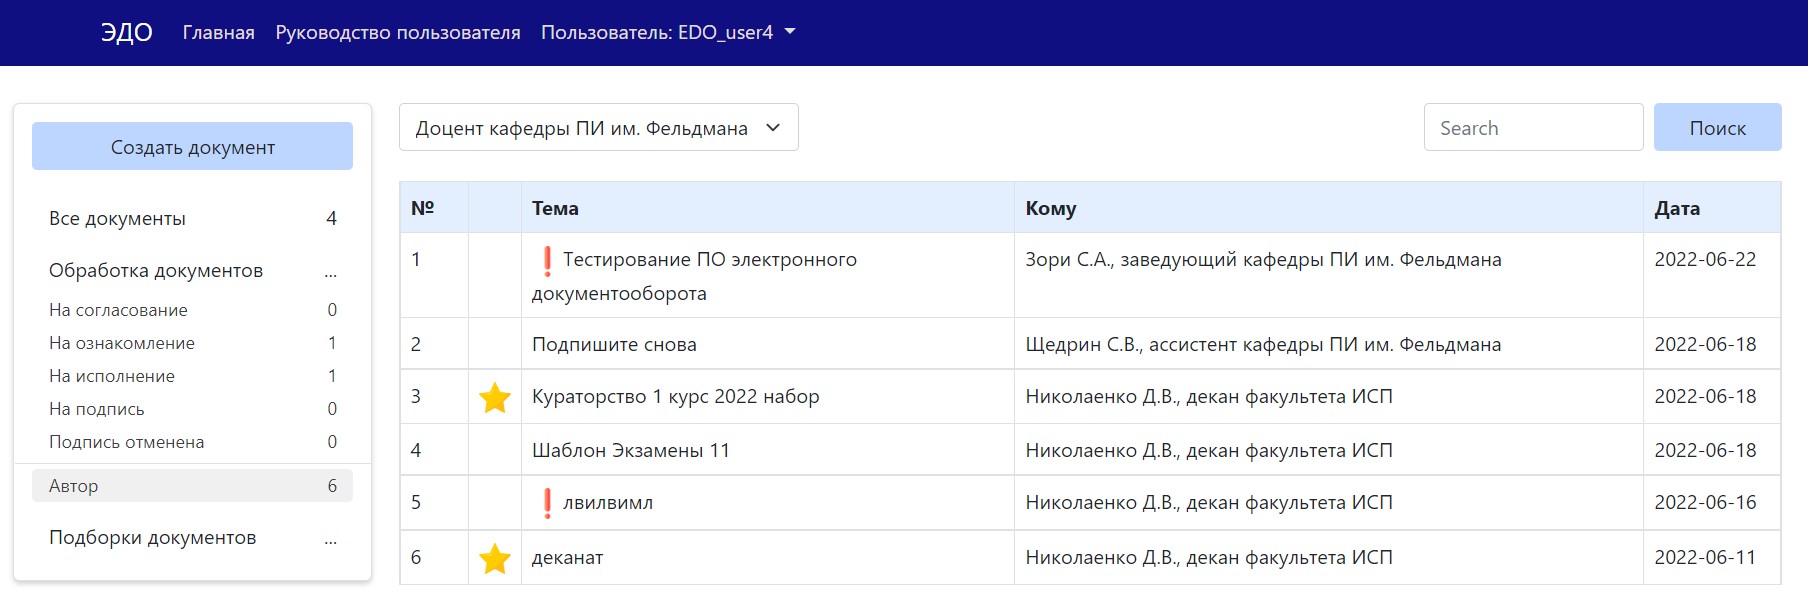 ЭДО Главная Руководство пользователя Пользователь: EDO_user4
Создать документ
Все документы 4
Обработка документов ...
На согласование 0
На ознакомление 1
На исполнение 1
На подпись 0
Подпись отменена 0
Автор 6
Подборки документов ...
Доцент кафедры ПИ им. Фельдмана Search Поиск
№ Тема Кому Дата
1 ❗ Тестирование ПО электронного Зори С.А., заведующий кафедры ПИ им. Фельдмана 2022-06-22
документооборота
2 Подпишите снова Щедрин С.В., ассистент кафедры ПИ им. Фельдмана 2022-06-18
3 Кураторство 1 курс 2022 набор Николаенко Д.В., декан факультета ИСП 2022-06-18
4 Шаблон Экзамены 11 Николаенко Д.В., декан факультета ИСП 2022-06-18
5 ❗ лвилвимл Николаенко Д.В., декан факультета ИСП 2022-06-16
6 деканат Николаенко Д.В., декан факультета ИСП 2022-06-11